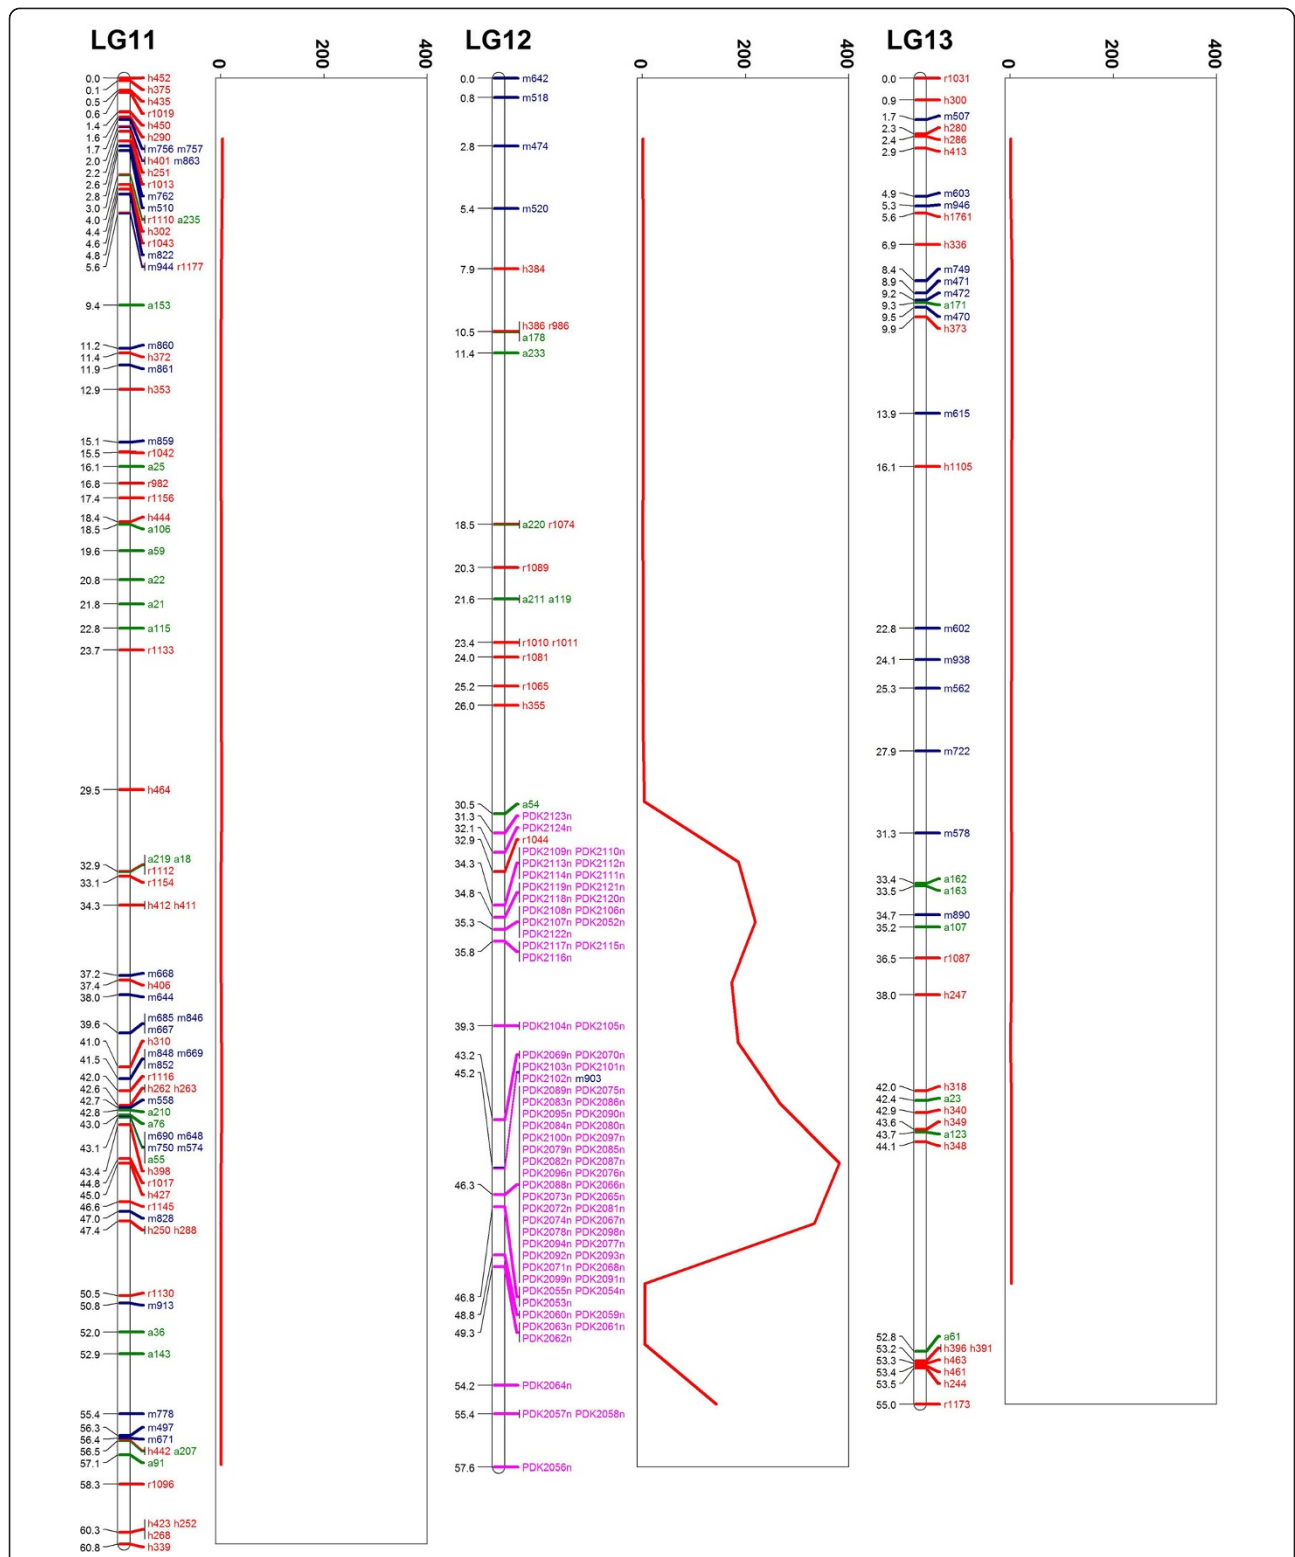 LG11
0 200 400
0.0 h452
0.1 h375
0.5 h435
0.6 r1019
1.4 h450
1.6 h290
1.7 m756 m757
2.0 h401 m863
2.2 h251
2.6 r1013
2.8 m762
3.0 m510
4.0 r1110 a235
4.4 h302
4.6 r1043
4.8 m822
5.6 m944 r1177
9.4 a153
11.2 m860
11.4 h372
11.9 m861
12.9 h353
15.1 m859
15.5 r1042
16.1 a25
16.8 r982
17.4 r1156
18.4 h444
18.5 a106
19.6 a59
20.8 a22
21.8 a21
22.8 a115
23.7 r1133
29.5 h464
a219 a18
32.9 r1112
33.1 r1154
34.3 h412 h411
37.2 m668
37.4 h406
38.0 m644
m685 m846
39.6 m667
41.0 h310
m848 m669
41.5 m852
42.0 r1116
42.6 h262 h263
42.7 m558
42.8 a210
43.0 a76
m690 m648
43.1 m750 m574
a55
43.4 h398
44.8 r1017
45.0 h427
46.6 r1145
47.0 m828
47.4 h250 h288
50.5 r1130
50.8 m913
52.0 a36
52.9 a143
55.4 m778
56.3 m497
56.4 m671
56.5 h442 a207
57.1 a91
58.3 r1096
h423 h252
60.3 h268
60.8 h339
LG12
0 200 400
0.0 m642
0.8 m518
2.8 m474
5.4 m520
7.9 h384
h386 r986
10.5 a178
11.4 a233
18.5 a220 r1074
20.3 r1089
21.6 a211 a119
23.4 r1010 r1011
24.0 r1081
25.2 r1065
26.0 h355
30.5 a54
31.3 PDK2123n
32.1 PDK2124n
32.9 r1044
PDK2109n PDK2110n
34.3 PDK2113n PDK2112n
PDK2114n PDK2111n
PDK2119n PDK2121n
34.8 PDK2118n PDK2120n
PDK2108n PDK2106n
35.3 PDK2107n PDK2052n
PDK2122n
PDK2117n PDK2115n
35.8 PDK2116n
39.3 PDK2104n PDK2105n
43.2 PDK2069n PDK2070n
PDK2103n PDK2101n
45.2 PDK2102n m903
PDK2089n PDK2075n
PDK2083n PDK2086n
PDK2095n PDK2090n
PDK2084n PDK2080n
PDK2100n PDK2097n
PDK2079n PDK2085n
PDK2082n PDK2087n
PDK2096n PDK2076n
46.3 PDK2088n PDK2066n
PDK2073n PDK2065n
PDK2072n PDK2081n
PDK2074n PDK2067n
PDK2078n PDK2098n
PDK2094n PDK2077n
PDK2092n PDK2093n
PDK2071n PDK2068n
PDK2099n PDK2091n
46.8 PDK2055n PDK2054n
PDK2053n
48.8 PDK2060n PDK2059n
PDK2063n PDK2061n
49.3 PDK2062n
54.2 PDK2064n
55.4 PDK2057n PDK2058n
57.6 PDK2056n
LG13
0 200 400
0.0 r1031
0.9 h300
1.7 m507
2.3 h280
2.4 h286
2.9 h413
4.9 m603
5.3 m946
5.6 h1761
6.9 h336
8.4 m749
8.9 m471
9.2 m472
9.3 a171
9.5 m470
9.9 h373
13.9 m615
16.1 h1105
22.8 m602
24.1 m938
25.3 m562
27.9 m722
31.3 m578
33.4 a162
33.5 a163
34.7 m890
35.2 a107
36.5 r1087
38.0 h247
42.0 h318
42.4 a23
42.9 h340
43.6 h349
43.7 a123
44.1 h348
52.8 a61
53.2 h396 h391
53.3 h463
53.4 h461
53.5 h244
55.0 r1173